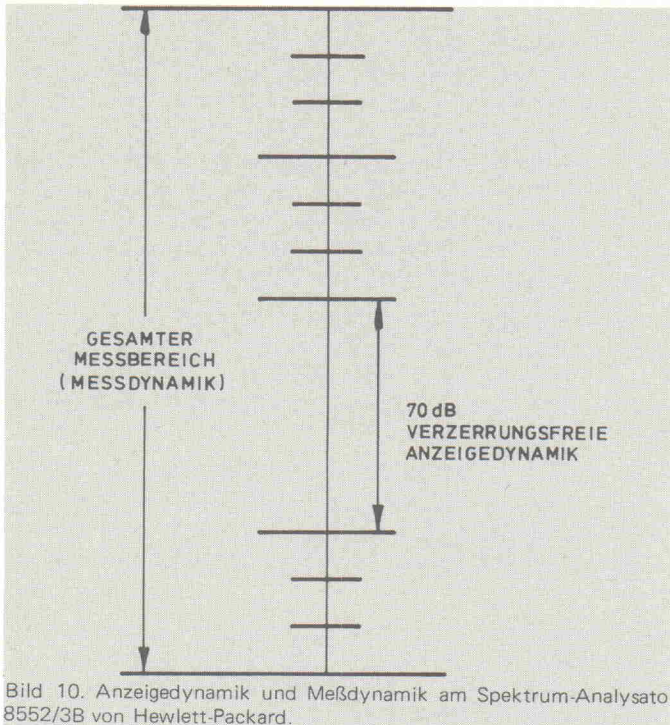 GESAMTER
MESSBEREICH
(MESSDYNAMIK)
70 dB
VERZERRUNGSFREIE
ANZEIGEDYNAMIK
Bild 10. Anzeigedynamik und Meßdynamik am Spektrum-Analysato
8552/3B von Hewlett-Packard.